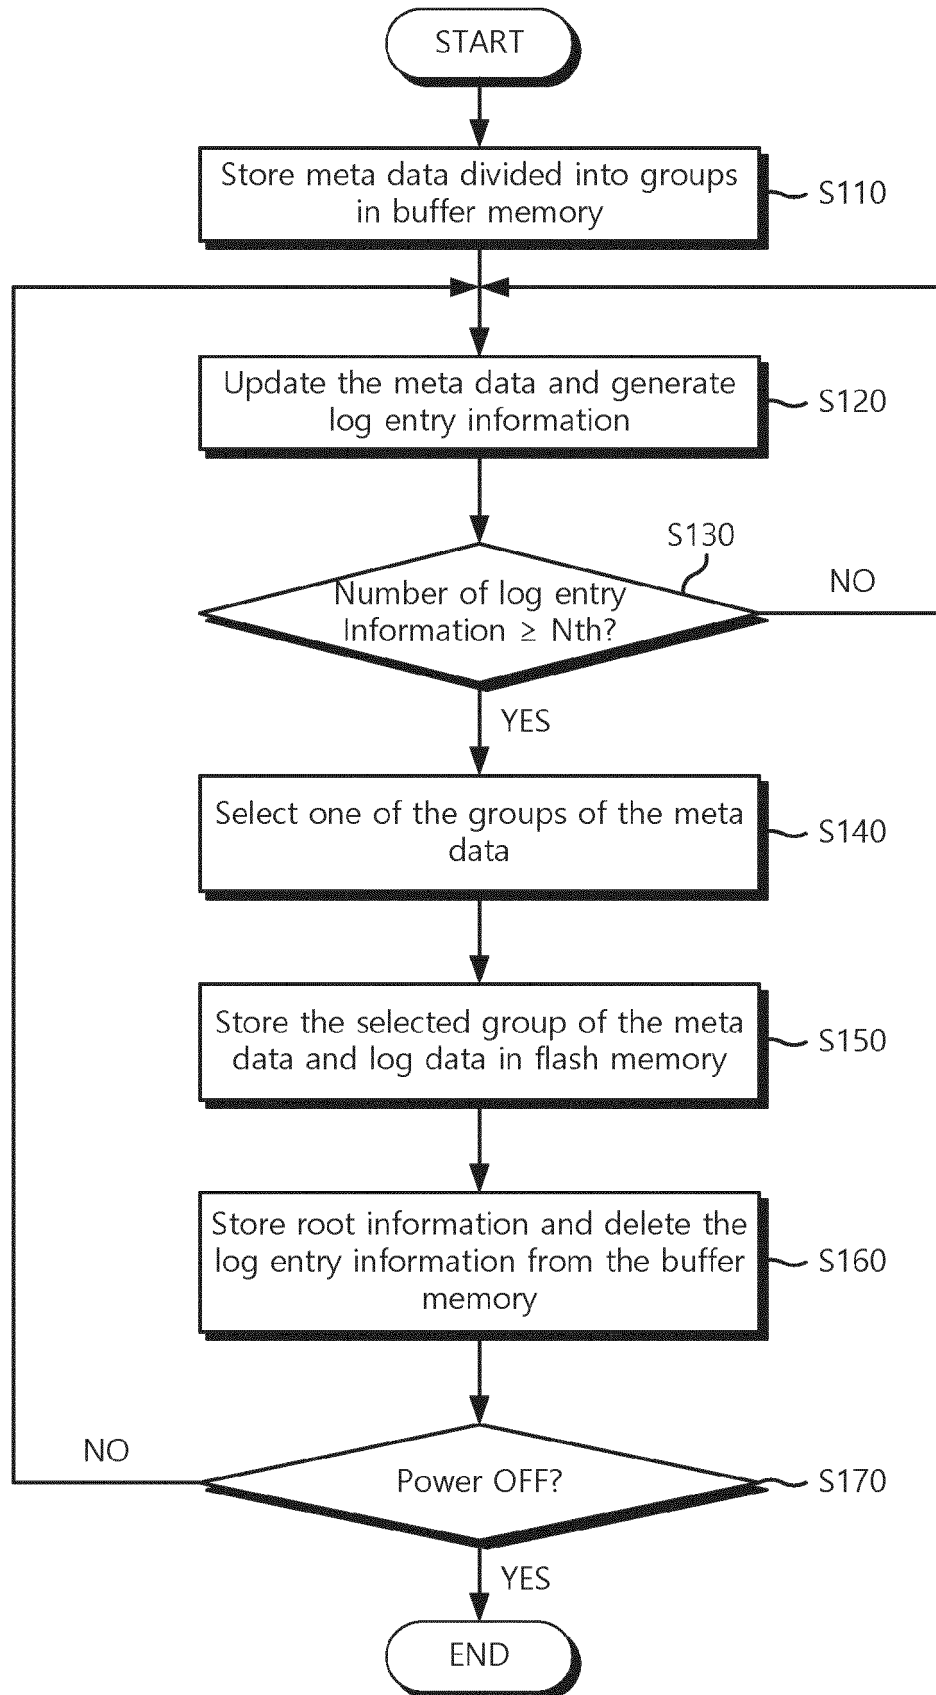 START
Store meta data divided into groups
in buffer memory
S110
Update the meta data and generate
log entry information
S120
S130
NO
Number of log entry
Information ≥ Nth?
YES
Select one of the groups of the meta
data
S140
Store the selected group of the meta
data and log data in flash memory
S150
Store root information and delete the
log entry information from the buffer
memory
S160
NO
Power OFF?
S170
YES
END